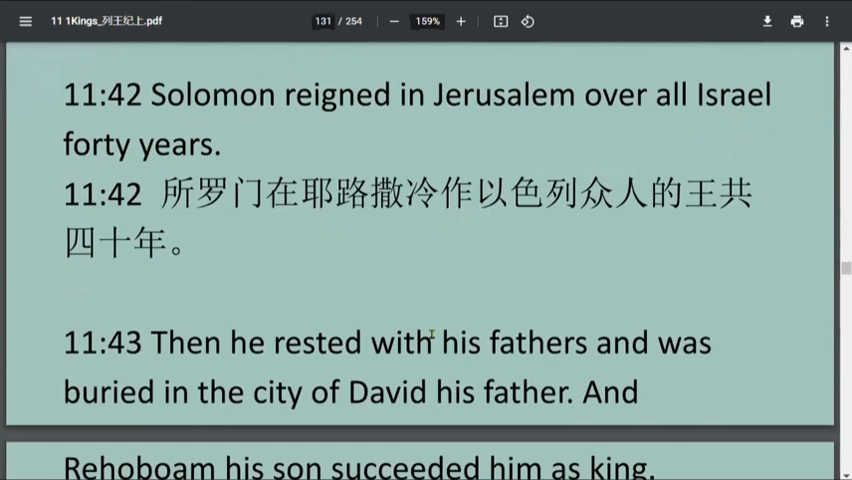 11 1Kings_列王纪上.pdf
131 / 254
159%
11:42 Solomon reigned in Jerusalem over all Israel
forty years.
11:42 所罗门在耶路撒冷作以色列众人的王共
四十年。
11:43 Then he rested with his fathers and was
buried in the city of David his father. And
Rehoboam his son succeeded him as king.